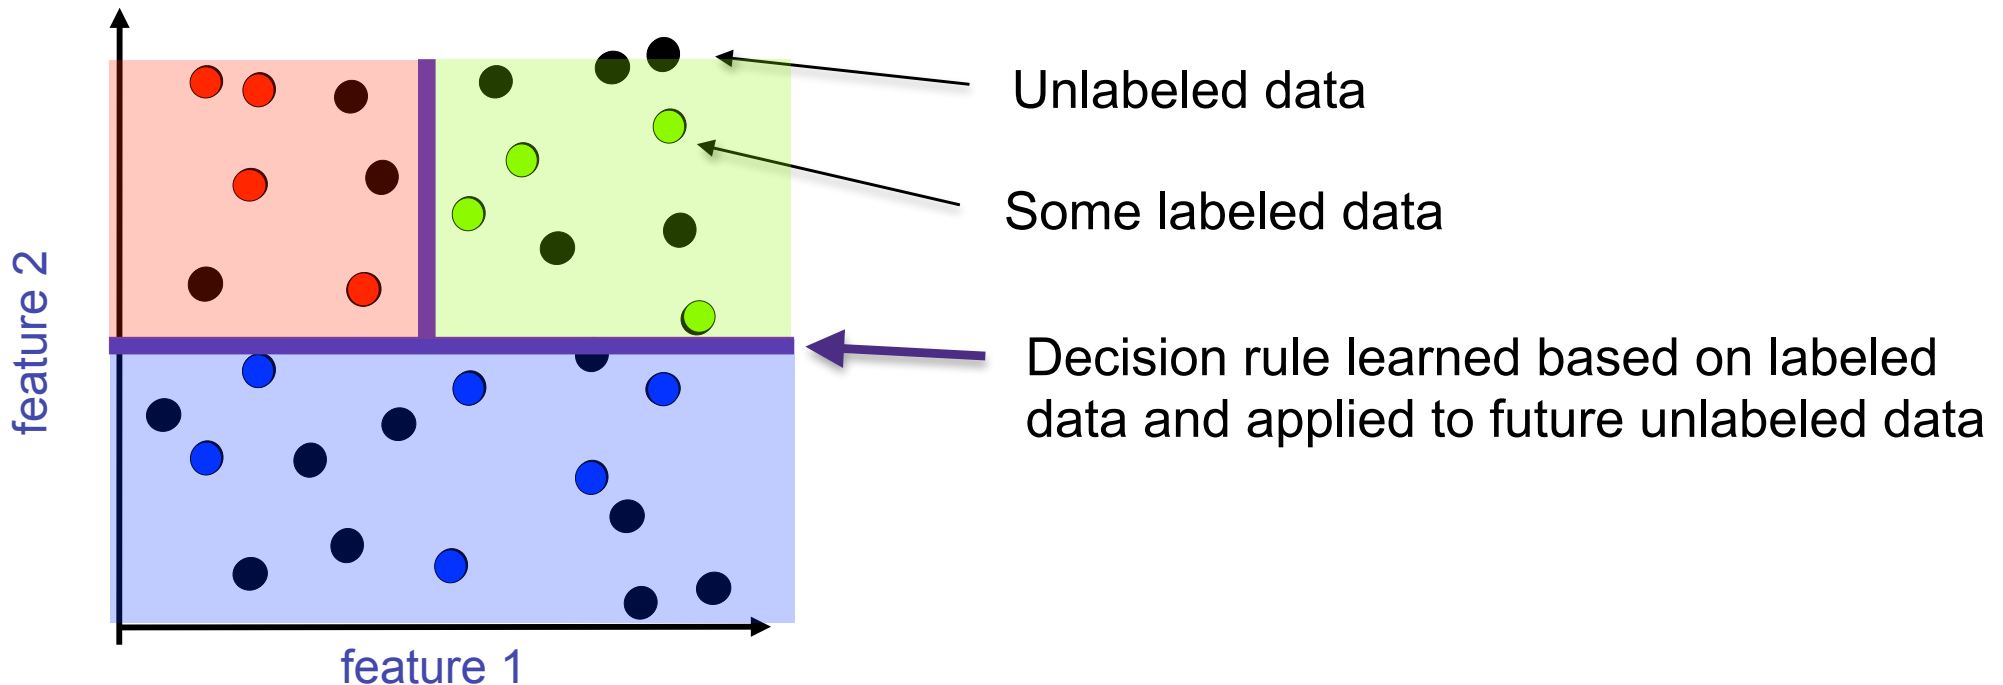 Unlabeled data
Some labeled data
Decision rule learned based on labeled
data and applied to future unlabeled data
feature 2
feature 1